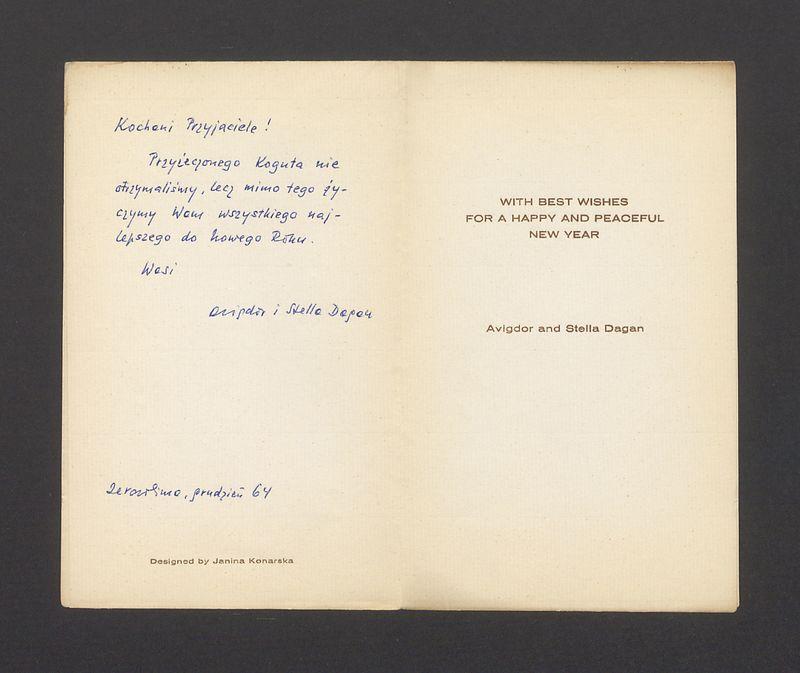 Kochani Przyjaciele!
Przyrzeczonego Koguta nie
otrzymaliśmy, lecz mimo tego ży-
czymy Wam wszystkiego naj-
lepszego do Nowego Roku.
Wasi
Avigdor i Stella Dagan
Jerozolima, grudzień 64
Designed by Janina Konarska
WITH BEST WISHES
FOR A HAPPY AND PEACEFUL
NEW YEAR
Avigdor and Stella Dagan